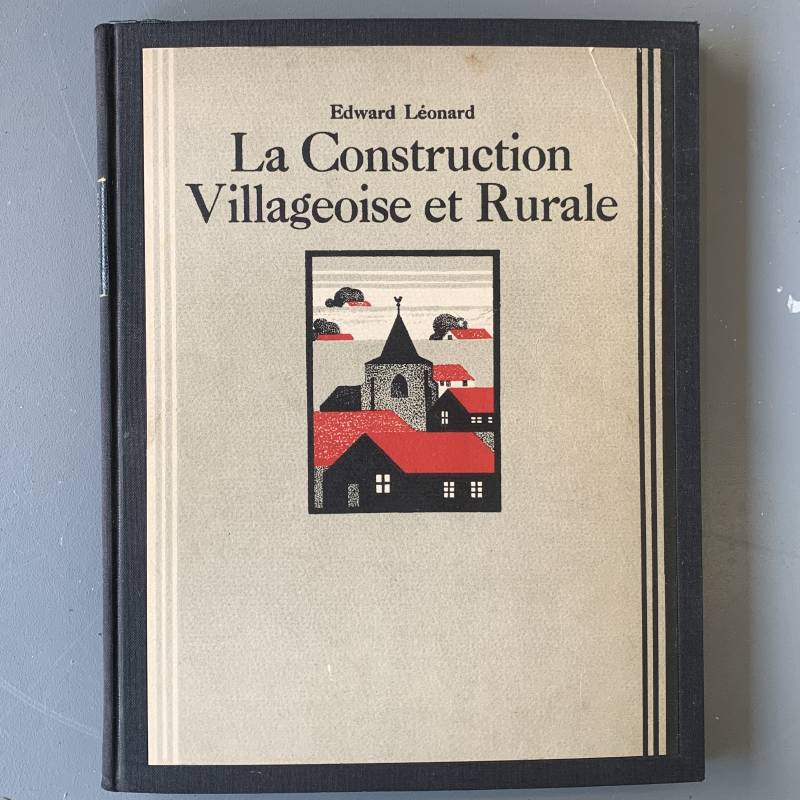 Edward Léonard
La Construction
Villageoise et Rurale